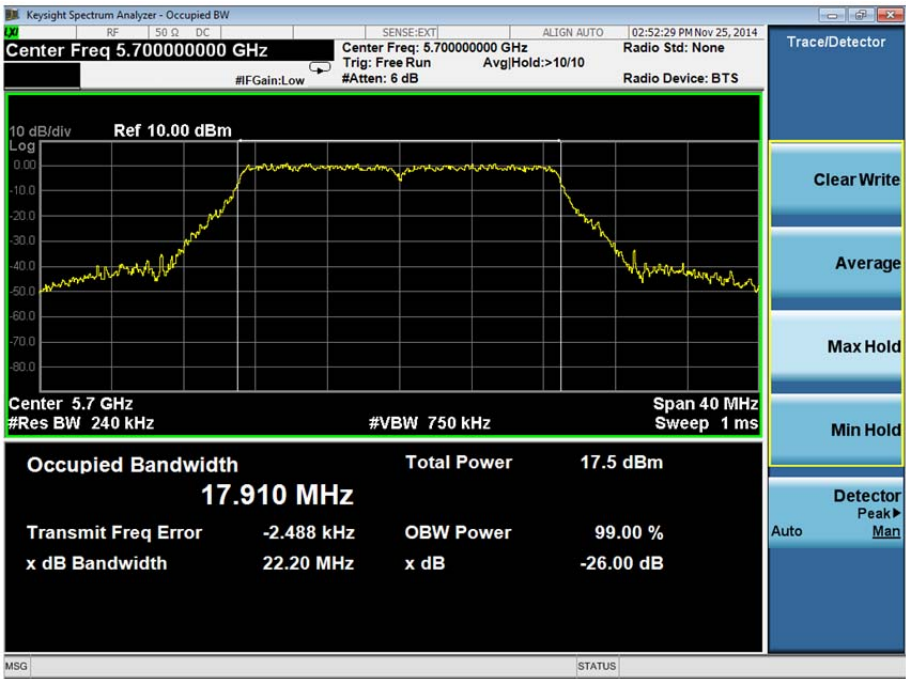 Keysight Spectrum Analyzer - Occupied BW
LXI RF 50 Ω DC SENSE:EXT ALIGN AUTO 02:52:29 PM Nov 25, 2014
Center Freq 5.700000000 GHz
Center Freq: 5.700000000 GHz Radio Std: None
Trig: Free Run Avg|Hold:>10/10
#IFGain:Low #Atten: 6 dB Radio Device: BTS
10 dB/div Ref 10.00 dBm
Log
0.00
-10.0
-20.0
-30.0
-40.0
-50.0
-60.0
-70.0
-80.0
Center 5.7 GHz Span 40 MHz
#Res BW 240 kHz #VBW 750 kHz Sweep 1 ms
Occupied Bandwidth Total Power 17.5 dBm
17.910 MHz
Transmit Freq Error -2.488 kHz OBW Power 99.00 %
x dB Bandwidth 22.20 MHz x dB -26.00 dB
MSG STATUS
Trace/Detector
Clear Write
Average
Max Hold
Min Hold
Detector
Peak▶
Auto Man